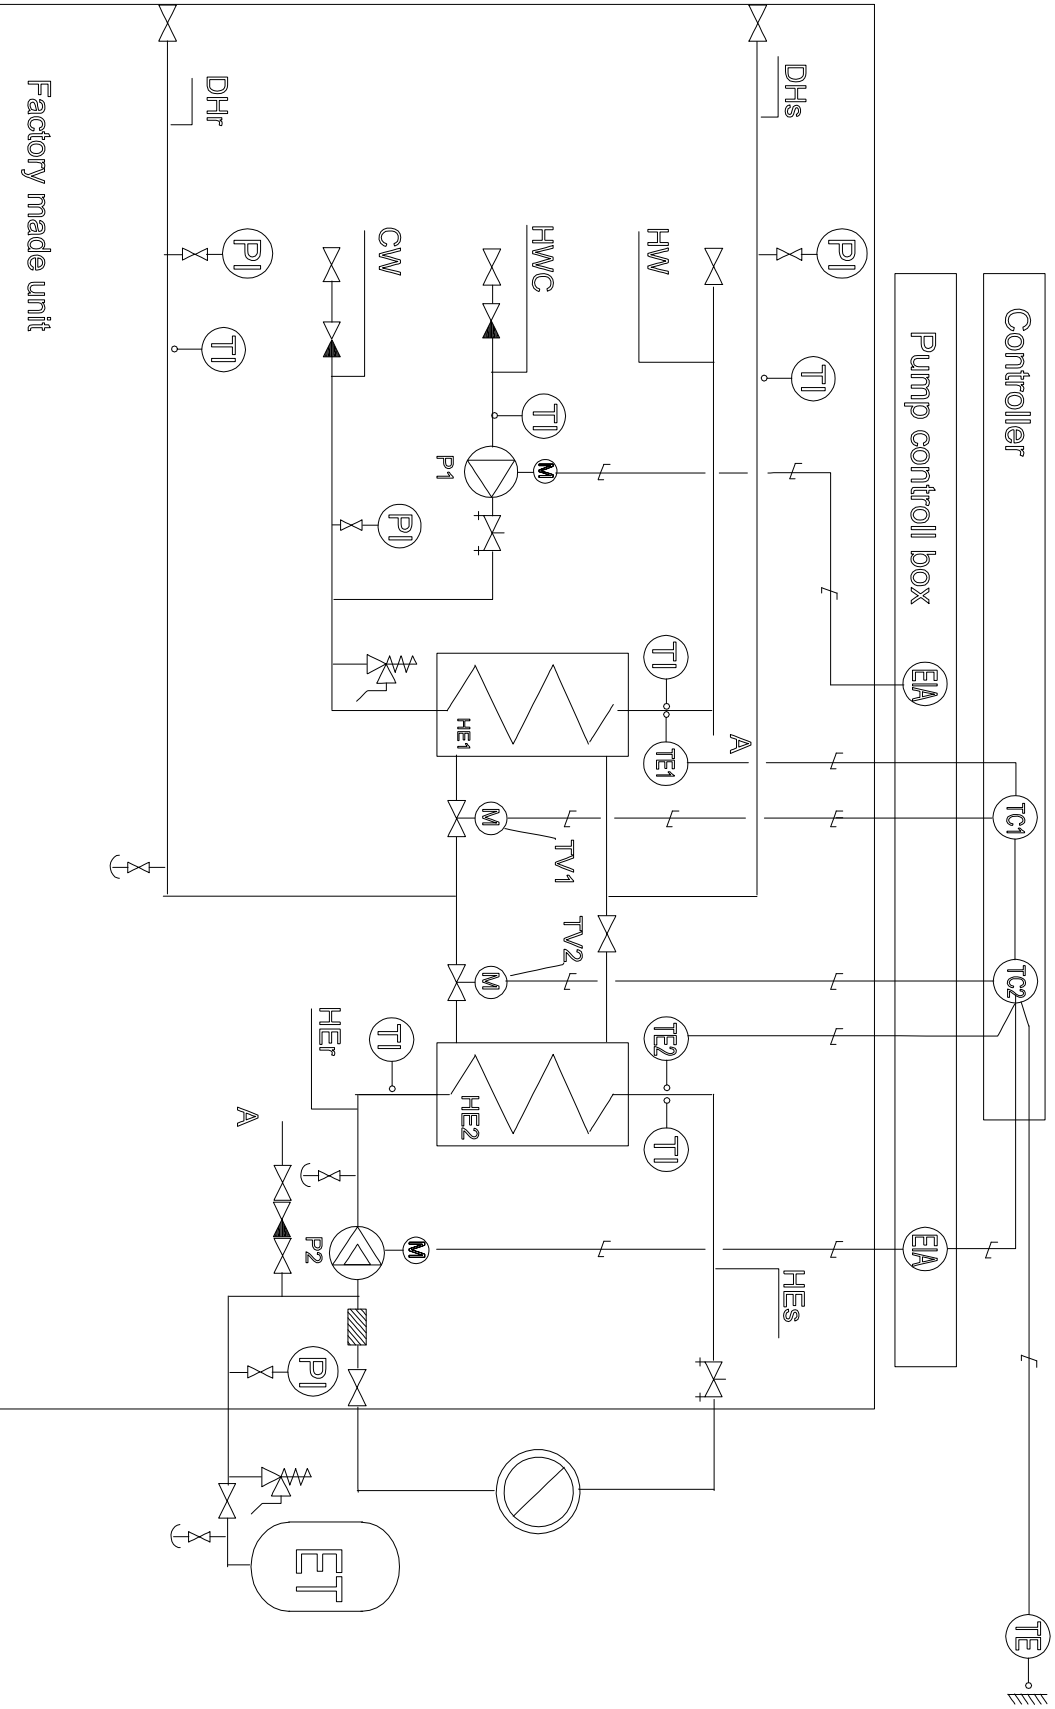 Controller
TC1
TC2
TE
Pump controll box
EIA
EIA
DHs
PI
TI
A
HW
TI
TE1
TE2
TI
HEs
HWC
TI
P1
M
M
TV1
TV2
M
HE1
HE2
CW
PI
TI
HEr
M
P2
A
PI
ET
DHr
PI
TI
Factory made unit